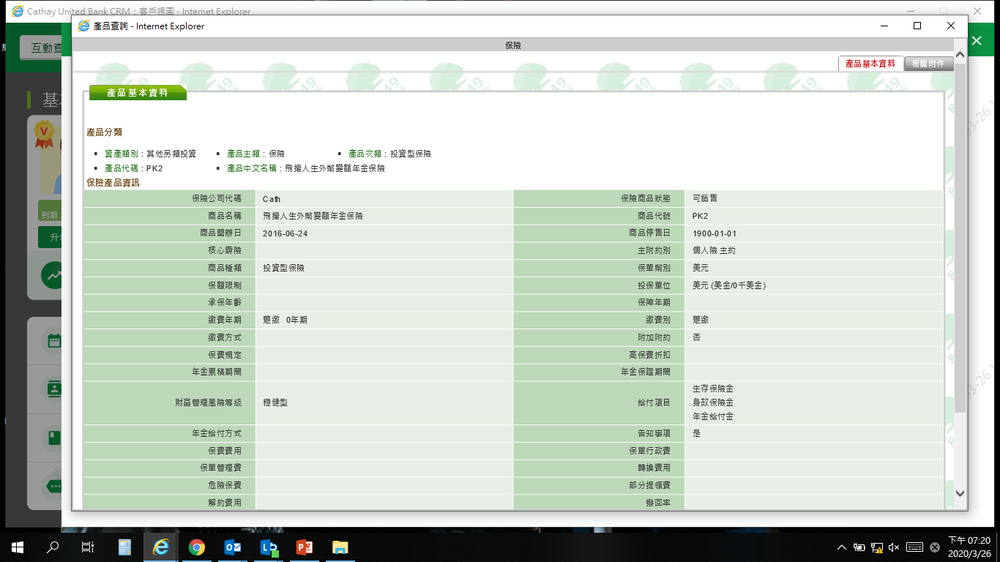 Cathay United Bank CRM：客戶視圖 - Internet Explorer
產品查詢 - Internet Explorer
互動查
保險
產品基本資料 相關附件
產品基本資料
產品分類
▪ 資產類別：其他另類投資 ▪ 產品主類：保險 ▪ 產品次類：投資型保險
▪ 產品代碼：PK2 ▪ 產品中文名稱：飛揚人生外幣變額年金保險
保險產品資訊
保險公司代碼 Cath 保險商品狀態 可銷售
商品名稱 飛揚人生外幣變額年金保險 商品代號 PK2
商品開辦日 2016-06-24 商品停售日 1900-01-01
核心壽險 主附約別 個人險 主約
商品種類 投資型保險 保單幣別 美元
保額限制 投保單位 美元 (美金/0千美金)
承保年齡 保障年期
繳費年期 躉繳 0年期 繳費別 躉繳
繳費方式 附加附約 否
保費規定 高保費折扣
年金累積期間 年金保證期間
財富管理風險等級 穩健型 給付項目 生存保險金
身故保險金
年金給付金
年金給付方式 告知事項 是
保費費用 保單行政費
保單管理費 轉換費用
危險保費 部分提領費
解約費用 撥回率
基
到期
升
下午 07:20
2020/3/26